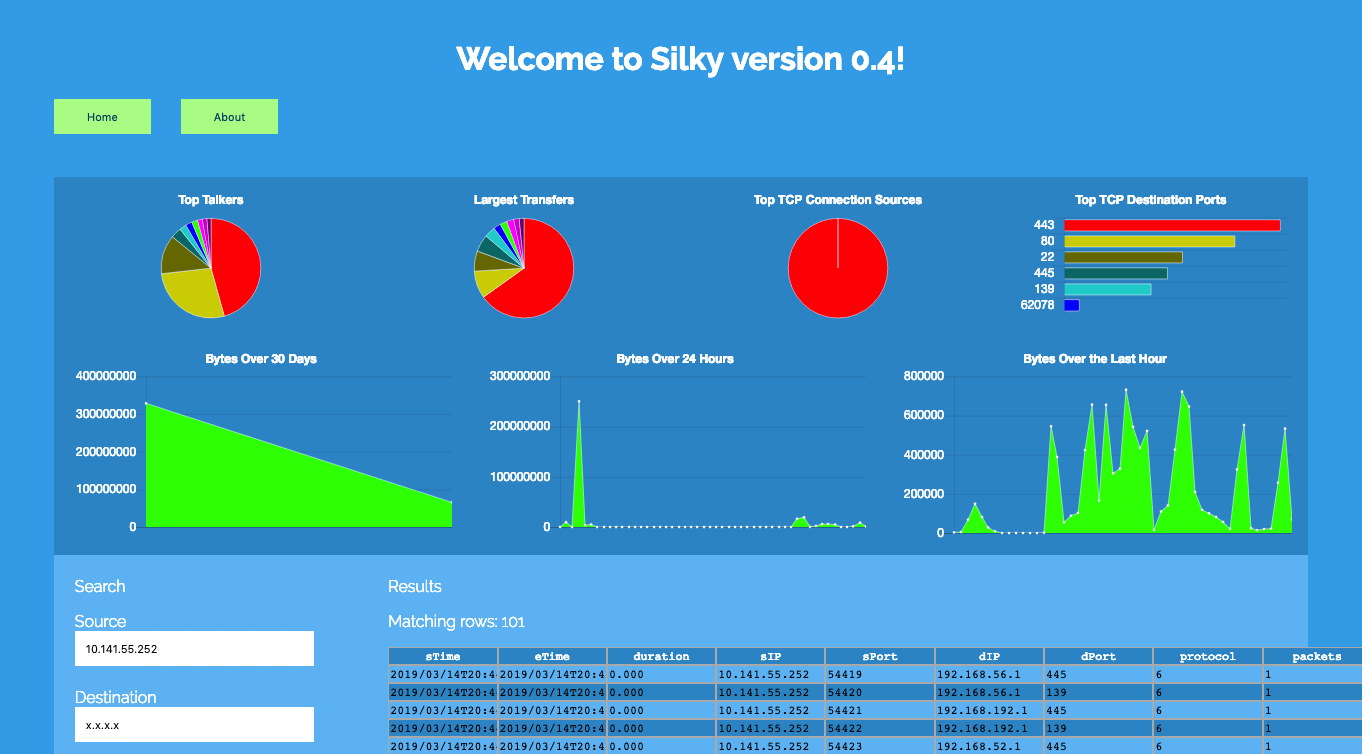 Welcome to Silky version 0.4!
Home About
Top Talkers Largest Transfers Top TCP Connection Sources Top TCP Destination Ports
443
80
22
445
139
62078
Bytes Over 30 Days Bytes Over 24 Hours Bytes Over the Last Hour
400000000
300000000
200000000
100000000
0
300000000
200000000
100000000
0
800000
600000
400000
200000
0
Search
Source
10.141.55.252
Destination
x.x.x.x
Results
Matching rows: 101
sTime eTime duration sIP sPort dIP dPort protocol packets
2019/03/14T20:4 2019/03/14T20:4 0.000 10.141.55.252 54419 192.168.56.1 445 6 1
2019/03/14T20:4 2019/03/14T20:4 0.000 10.141.55.252 54420 192.168.56.1 139 6 1
2019/03/14T20:4 2019/03/14T20:4 0.000 10.141.55.252 54421 192.168.192.1 445 6 1
2019/03/14T20:4 2019/03/14T20:4 0.000 10.141.55.252 54422 192.168.192.1 139 6 1
2019/03/14T20:4 2019/03/14T20:4 0.000 10.141.55.252 54423 192.168.52.1 445 6 1